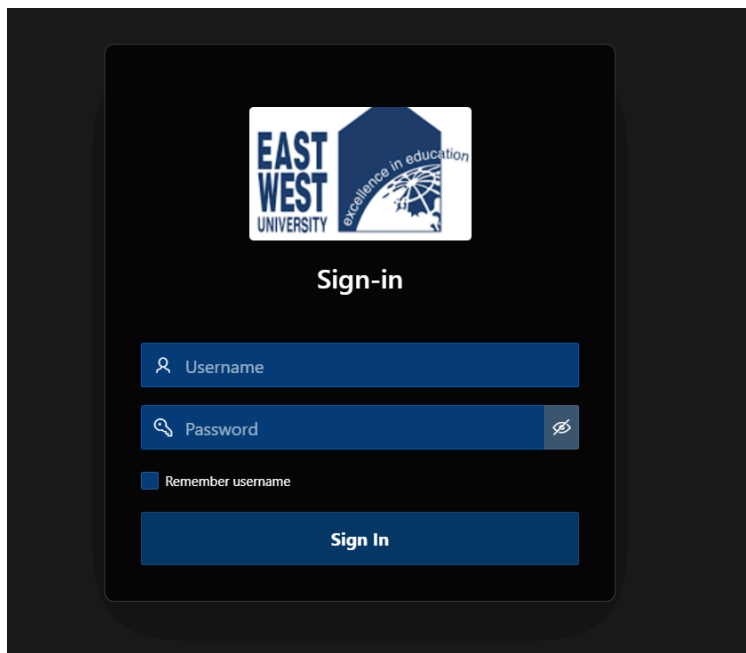 EAST
WEST
UNIVERSITY
excellence in education
Sign-in
Username
Password
Remember username
Sign In